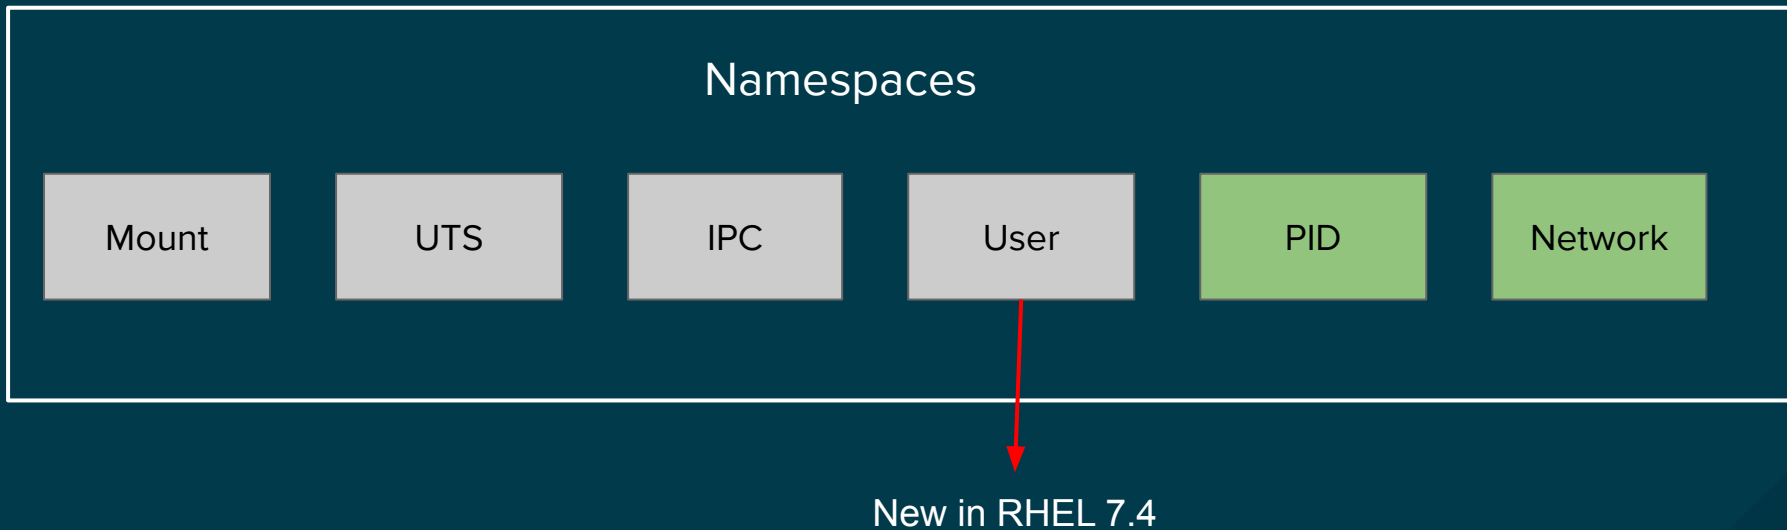 Namespaces
Mount UTS IPC User PID Network
New in RHEL 7.4